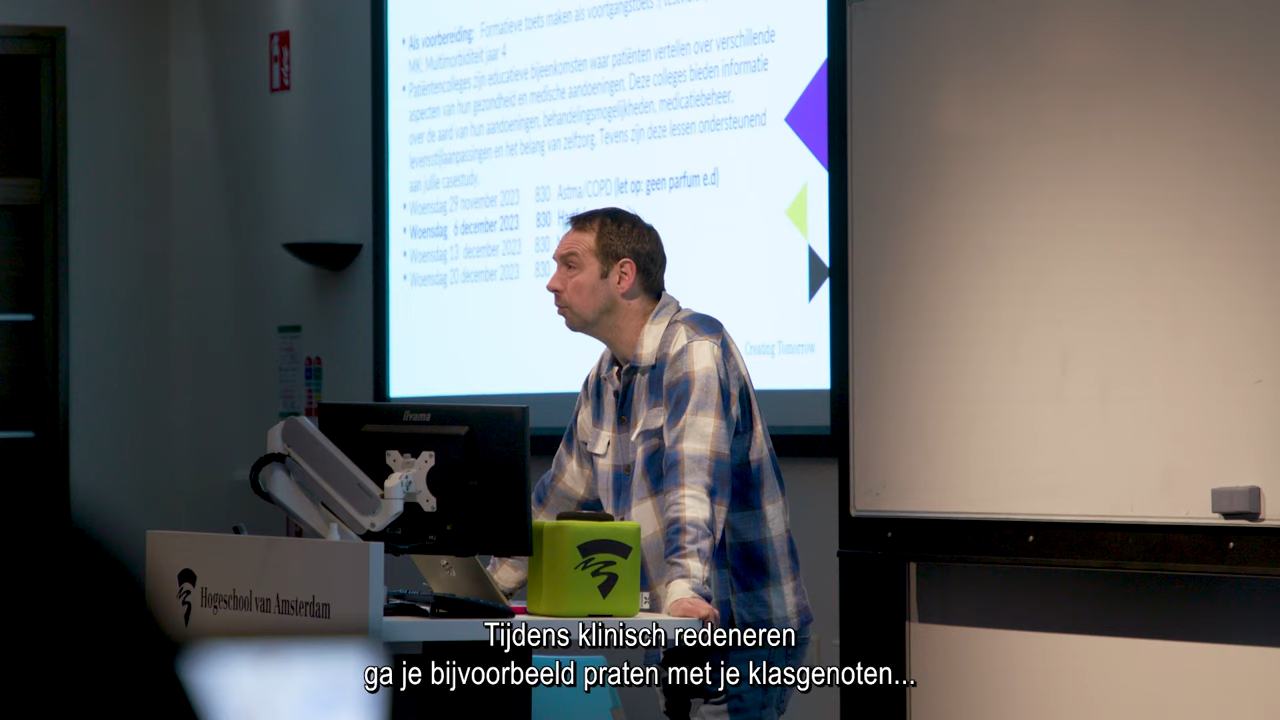 • Als voorbereiding: Formatieve toets maken als voortgangstoets
MK. Multimorbiditeit jaar 4
• Patiëntencolleges zijn educatieve bijeenkomsten waar patiënten vertellen over verschillende
aspecten van hun gezondheid en medische aandoeningen. Deze colleges bieden informatie
over de aard van hun aandoeningen, behandelingsmogelijkheden, medicatiebeheer,
levensstijlaanpassingen en het belang van zelfzorg. Tevens zijn deze lessen ondersteunend
aan jullie casestudy.
• Woensdag 29 november 2023 830 Astma/COPD (let op: geen parfum e.d)
• Woensdag 6 december 2023 830
• Woensdag 13 december 2023 830
• Woensdag 20 december 2023 830
Creating Tomorrow
iiyama
Hogeschool van Amsterdam
Tijdens klinisch redeneren
ga je bijvoorbeeld praten met je klasgenoten...